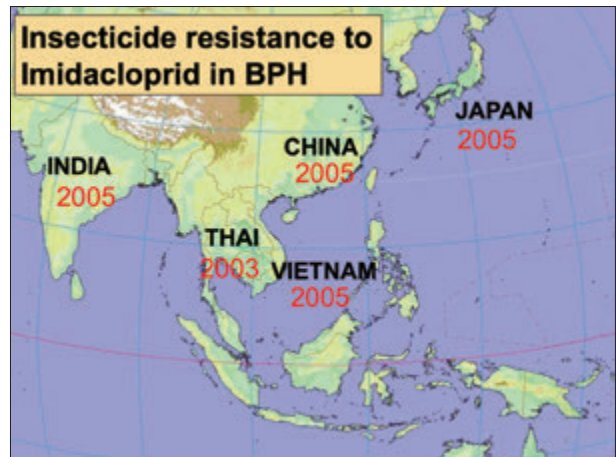 Insecticide resistance to
Imidacloprid in BPH
JAPAN
2005
CHINA
2005
INDIA
2005
THAI
2003
VIETNAM
2005